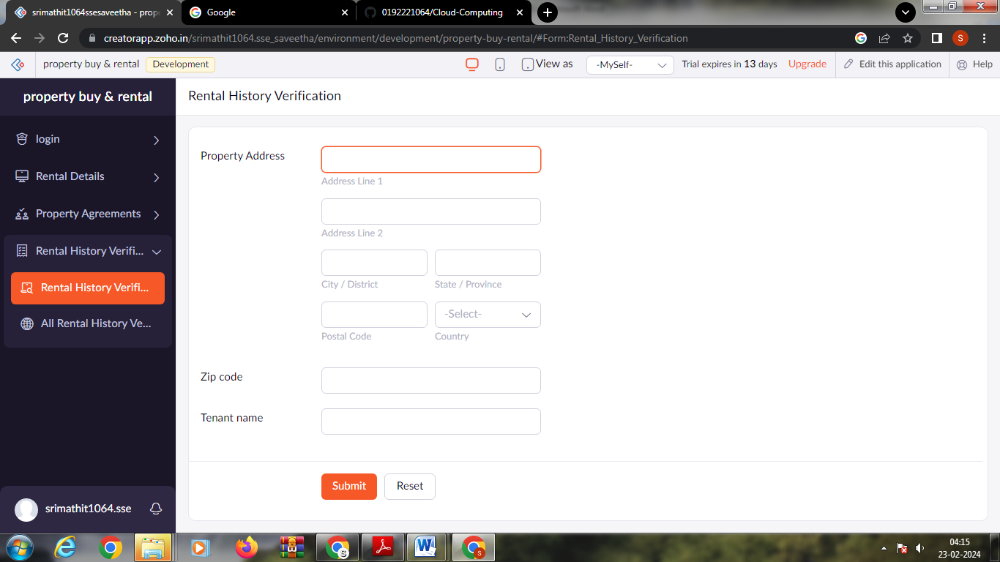 srimathit1064ssesaveetha - prope
Google
0192221064/Cloud-Computing
creatorapp.zoho.in/srimathit1064.sse_saveetha/environment/development/property-buy-rental/#Form:Rental_History_Verification
S
property buy & rental
Development
View as
-MySelf-
Trial expires in 13 days
Upgrade
Edit this application
Help
property buy & rental
Rental History Verification
login
Rental Details
Property Agreements
Rental History Verifi...
Rental History Verifi...
All Rental History Ve...
Property Address
Address Line 1
Address Line 2
City / District
State / Province
Postal Code
-Select-
Country
Zip code
Tenant name
Submit
Reset
srimathit1064.sse
04:15
23-02-2024